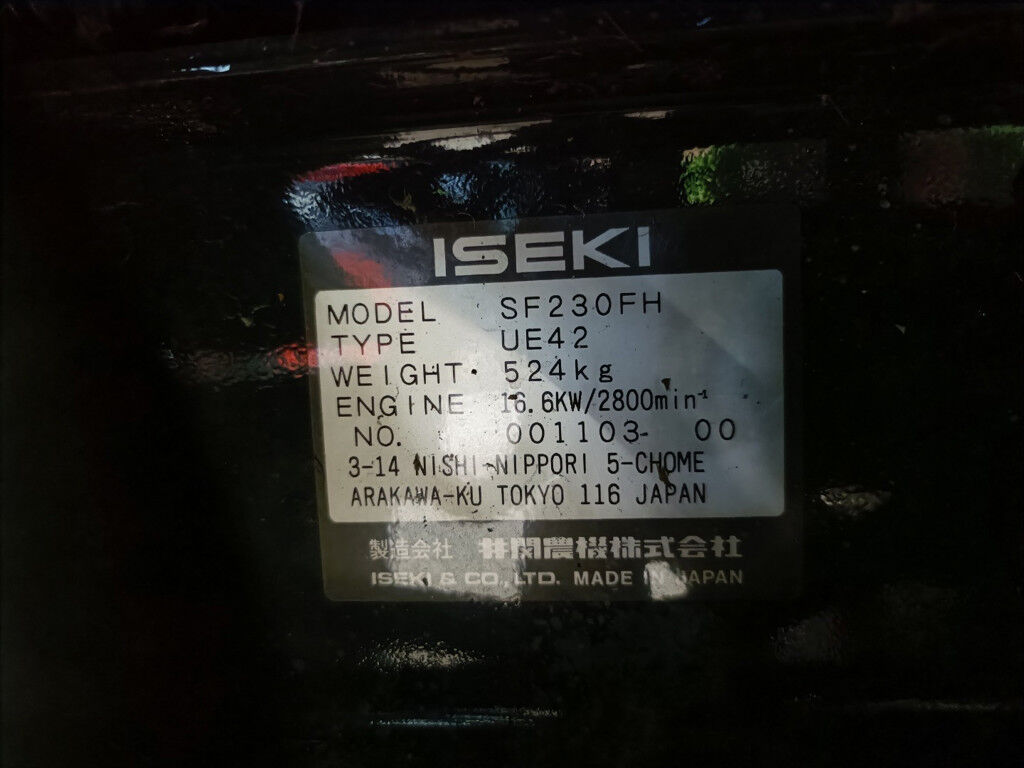 ISEKI
MODEL SF230FH
TYPE UE42
WEIGHT· 524kg
ENGINE 16.6KW/2800min⁻¹
NO. 001103- 00
3-14 NISHI-NIPPORI 5-CHOME
ARAKAWA-KU TOKYO 116 JAPAN
製造会社 井関農機株式会社
ISEKI & CO., LTD. MADE IN JAPAN